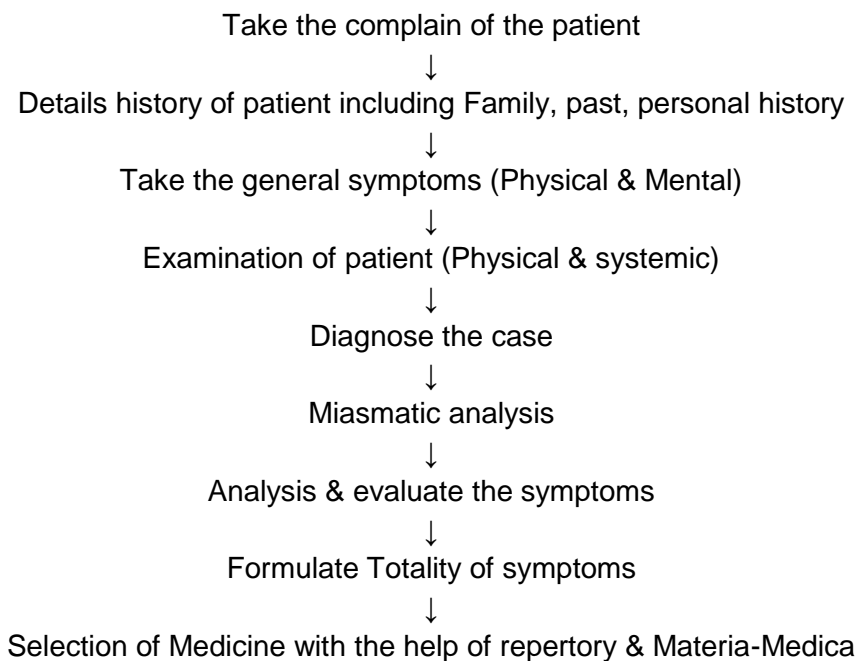 Take the complain of the patient
↓
Details history of patient including Family, past, personal history
↓
Take the general symptoms (Physical & Mental)
↓
Examination of patient (Physical & systemic)
↓
Diagnose the case
↓
Miasmatic analysis
↓
Analysis & evaluate the symptoms
↓
Formulate Totality of symptoms
↓
Selection of Medicine with the help of repertory & Materia-Medica